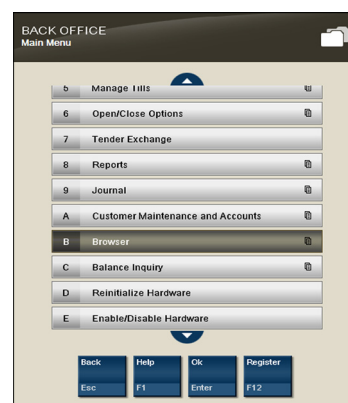 BACK OFFICE
Main Menu
5 Manage Tills
6 Open/Close Options
7 Tender Exchange
8 Reports
9 Journal
A Customer Maintenance and Accounts
B Browser
C Balance Inquiry
D Reinitialize Hardware
E Enable/Disable Hardware
Back Help Ok Register
Esc F1 Enter F12